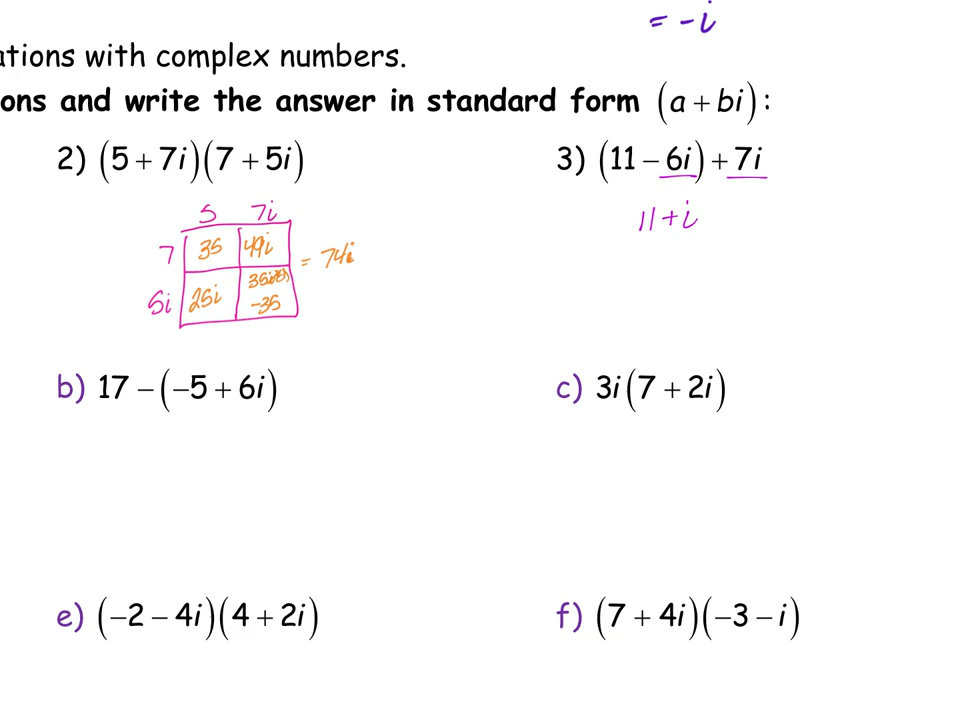 = -i
ations with complex numbers.
ons and write the answer in standard form (a + bi):
2) (5 + 7i)(7 + 5i)
3) (11 − 6i) + 7i
5 7i
11 + i
7 35 49i
= 74i
5i 25i
-35
b) 17 − (−5 + 6i)
c) 3i(7 + 2i)
e) (−2 − 4i)(4 + 2i)
f) (7 + 4i)(−3 − i)